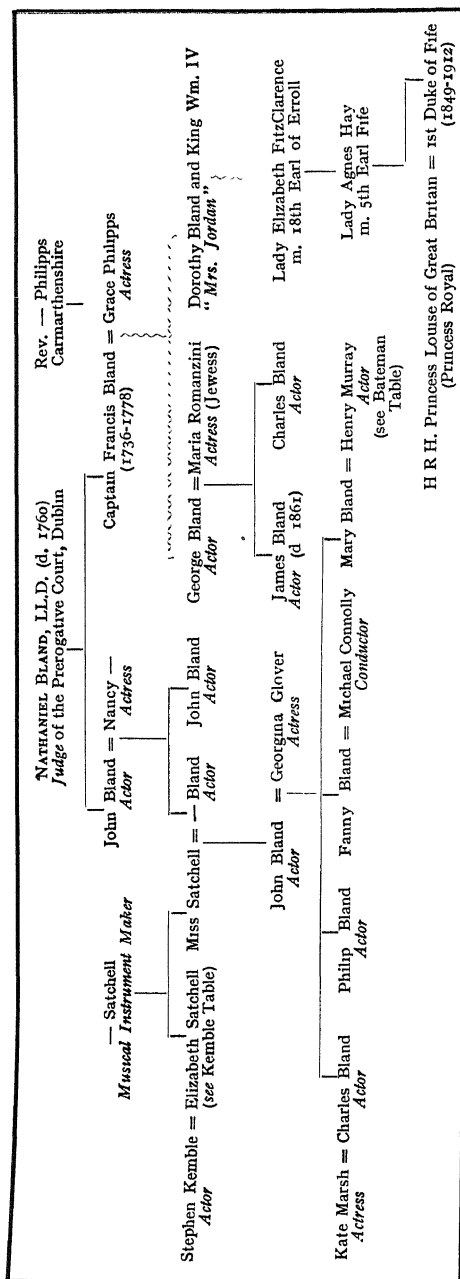 NATHANIEL BLAND, LL.D. (d. 1760)
Judge of the Prerogative Court, Dublin
Rev. — Philipps
Carmarthenshire
— Satchell
Musical Instrument Maker
John Bland = Nancy —
Actor Actress
Captain Francis Bland = Grace Philipps
(1736-1778) Actress
Stephen Kemble = Elizabeth Satchell Miss Satchell = — Bland John Bland George Bland = Maria Romanzini Dorothy Bland and King Wm. IV
Actor (see Kemble Table) Actor Actor Actor Actress (Jewess) "Mrs. Jordan"
John Bland = Georgina Glover James Bland Charles Bland Lady Elizabeth FitzClarence
Actor Actress Actor (d 1861) Actor m. 18th Earl of Erroll
Kate Marsh = Charles Bland Philip Bland Fanny Bland = Michael Connolly Mary Bland = Henry Murray Lady Agnes Hay
Actress Actor Actor Conductor Actor m. 5th Earl Fife
(see Bateman
Table)
H R H. Princess Louse of Great Britain = 1st Duke of Fife
(Princess Royal) (1849-1912)